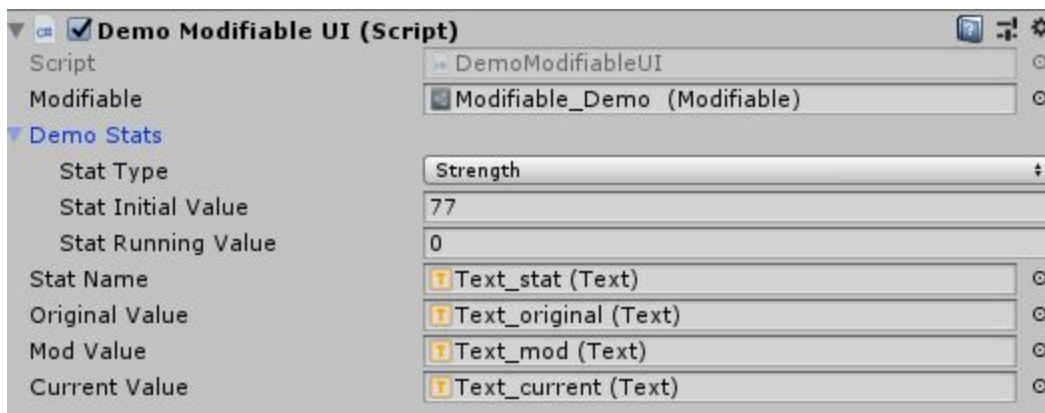 Demo Modifiable UI (Script)
Script DemoModifiableUI
Modifiable Modifiable_Demo (Modifiable)
Demo Stats
Stat Type Strength
Stat Initial Value 77
Stat Running Value 0
Stat Name Text_stat (Text)
Original Value Text_original (Text)
Mod Value Text_mod (Text)
Current Value Text_current (Text)